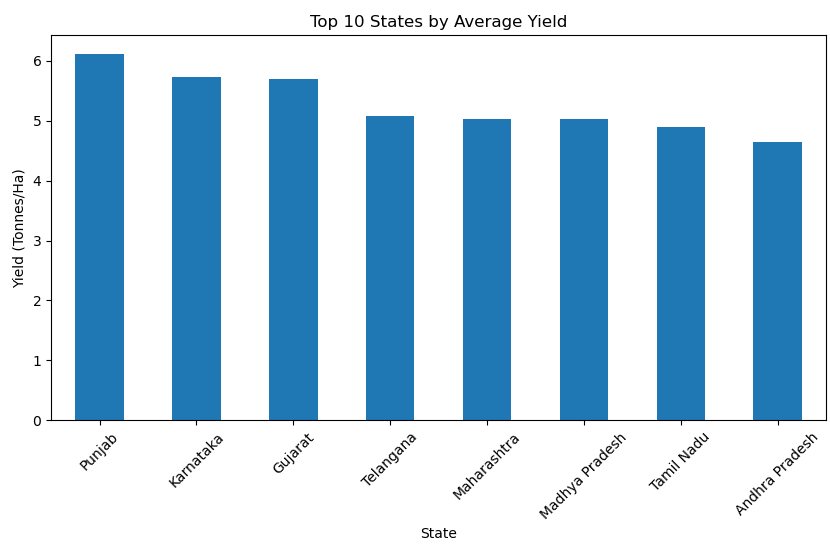 Top 10 States by Average Yield
Yield (Tonnes/Ha)
6
5
4
3
2
1
0
Punjab
Karnataka
Gujarat
Telangana
Maharashtra
Madhya Pradesh
Tamil Nadu
Andhra Pradesh
State